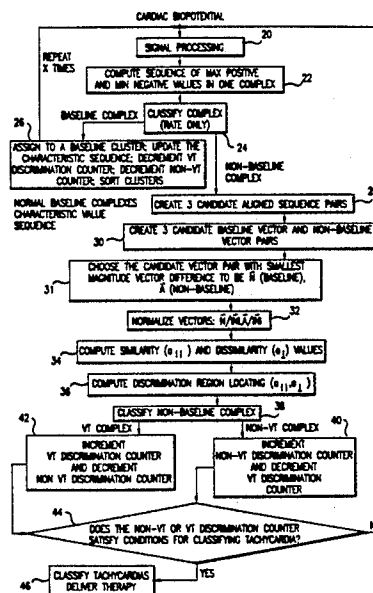 CARDIAC BIOPOTENTIAL
SIGNAL PROCESSING
20
REPEAT
X TIMES
COMPUTE SEQUENCE OF MAX POSITIVE
AND MIN NEGATIVE VALUES IN ONE COMPLEX
22
BASELINE COMPLEX
CLASSIFY COMPLEX
(RATE ONLY)
24
26
ASSIGN TO A BASELINE CLUSTER; UPDATE THE
CHARACTERISTIC SEQUENCE; DECREMENT VT
DISCRIMINATION COUNTER; DECREMENT NON-VT
COUNTER; SORT CLUSTERS
NON-BASELINE
COMPLEX
NORMAL BASELINE COMPLEXES
CHARACTERISTIC VALUE
SEQUENCE
CREATE 3 CANDIDATE ALIGNED SEQUENCE PAIRS
30
CREATE 3 CANDIDATE BASELINE VECTOR AND NON-BASELINE
VECTOR PAIRS
31
CHOOSE THE CANDIDATE VECTOR PAIR WITH SMALLEST
MAGNITUDE VECTOR DIFFERENCE TO BE N⃗ (BASELINE),
A⃗ (NON-BASELINE)
32
NORMALIZE VECTORS:
34
COMPUTE SIMILARITY (a||) AND DISSIMILARITY (a⊥) VALUES
36
COMPUTE DISCRIMINATION REGION LOCATING (a||,a⊥)
CLASSIFY NON-BASELINE COMPLEX
38
42
VT COMPLEX
NON-VT COMPLEX
40
INCREMENT
VT DISCRIMINATION COUNTER
AND DECREMENT
NON VT DISCRIMINATION COUNTER
INCREMENT
NON-VT DISCRIMINATION COUNTER
AND DECREMENT
VT DISCRIMINATION
COUNTER
44
DOES THE NON-VT OR VT DISCRIMINATION COUNTER
SATISFY CONDITIONS FOR CLASSIFYING TACHYCARDIA?
YES
CLASSIFY TACHYCARDIAS
DELIVER THERAPY
46